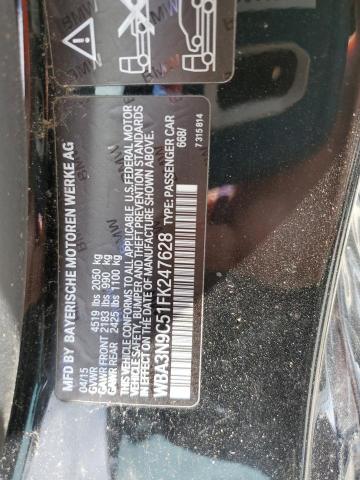 MFD BY BAYERISCHE MOTOREN WERKE AG
04/15
GVWR 4519 lbs 2050 kg
GAWR FRONT 2183 lbs 990 kg
GAWR REAR 2425 lbs 1100 kg
THIS VEHICLE CONFORMS TO ALL APPLICABLE U.S. FEDERAL MOTOR
VEHICLE SAFETY, BUMPER AND THEFT PREVENTION STANDARDS
IN EFFECT ON THE DATE OF MANUFACTURE SHOWN ABOVE.
WBA3N9C51FK247628 TYPE: PASSENGER CAR
668/
7 315 814
BMW
BMW